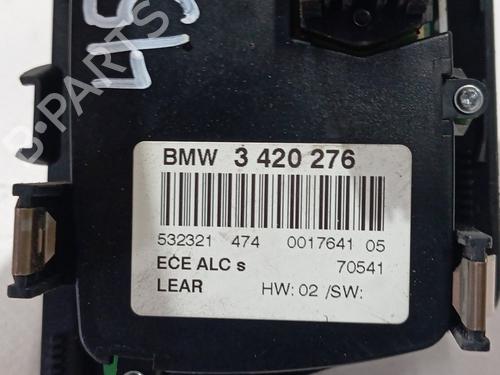 B-PARTS
BMW 3 420 276
532321 474 0017641 05
ECE ALC s 70541
LEAR HW: 02 /SW: